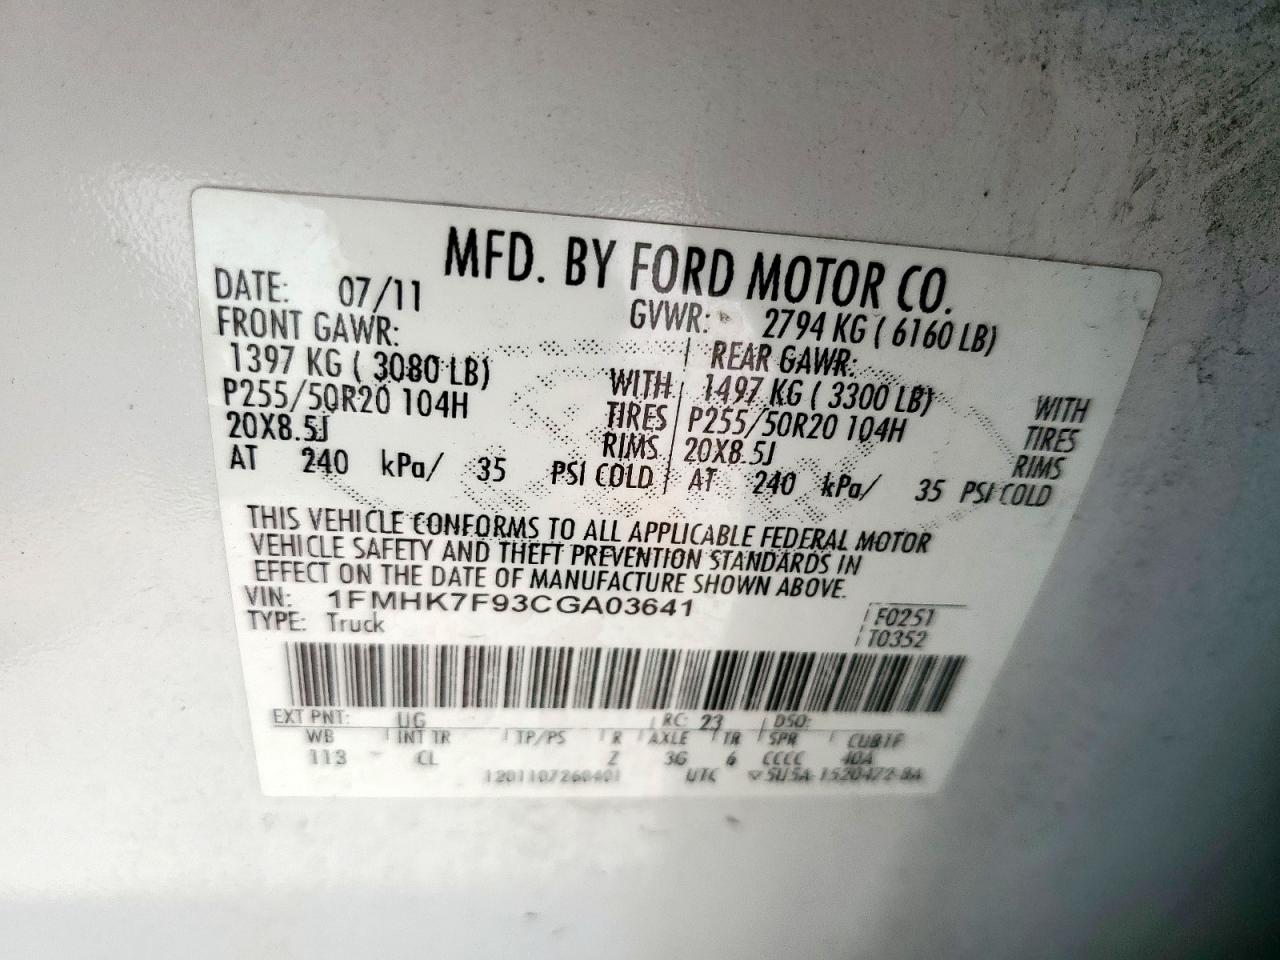 MFD. BY FORD MOTOR CO.
DATE: 07/11 GVWR: 2794 KG ( 6160 LB)
FRONT GAWR: REAR GAWR:
1397 KG ( 3080 LB) WITH 1497 KG ( 3300 LB) WITH
P255/50R20 104H TIRES P255/50R20 104H TIRES
20X8.5J RIMS 20X8.5J RIMS
AT 240 kPa/ 35 PSI COLD AT 240 kPa/ 35 PSI COLD
THIS VEHICLE CONFORMS TO ALL APPLICABLE FEDERAL MOTOR
VEHICLE SAFETY AND THEFT PREVENTION STANDARDS IN
EFFECT ON THE DATE OF MANUFACTURE SHOWN ABOVE.
VIN: 1FMHK7F93CGA03641 F0251
TYPE: Truck T0352
EXT PNT: UG RC: 23 DSO:
WB INT TR TP/PS R AXLE TR SPR
113 CL Z 3G 6 CCCC 40A
1201107260401 UTC